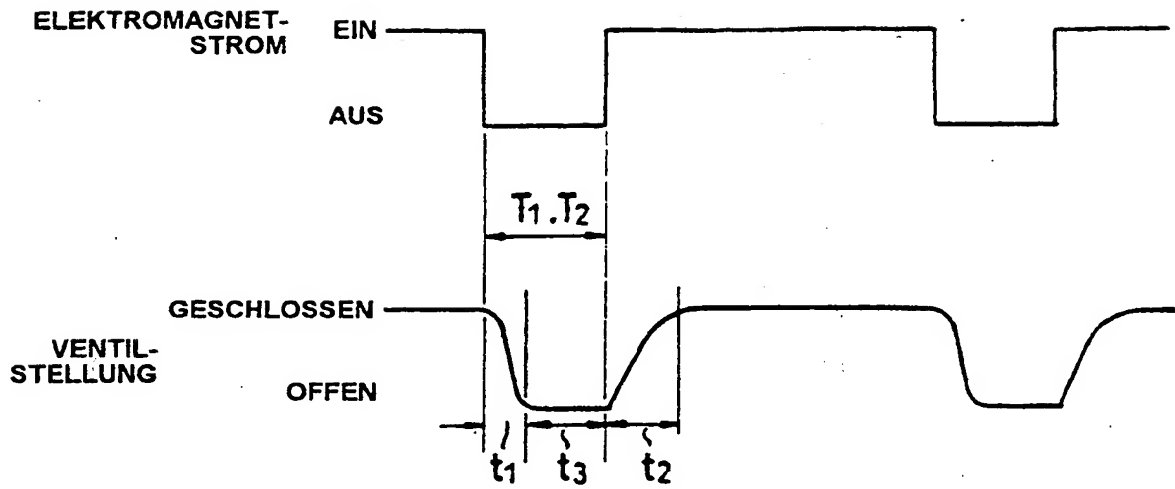 ELEKTROMAGNET-
STROM
EIN
AUS
T1.T2
GESCHLOSSEN
VENTIL-
STELLUNG
OFFEN
t1 t3 t2